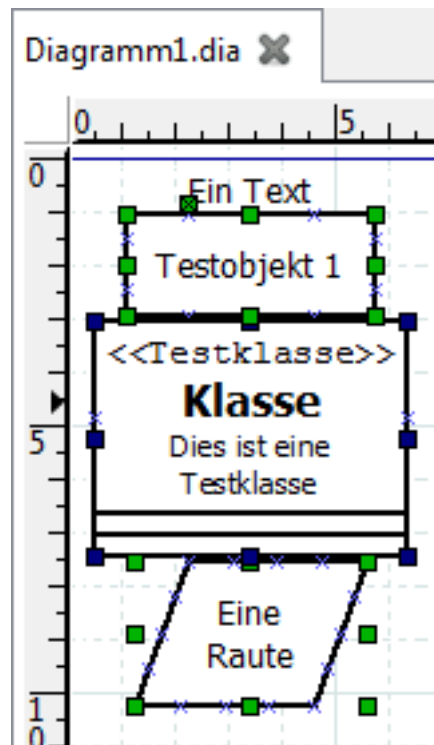 Diagramm1.dia
0 5
0
Ein Text
Testobjekt 1
<<Testklasse>>
Klasse
5
Dies ist eine
Testklasse
Eine
Raute
1
0